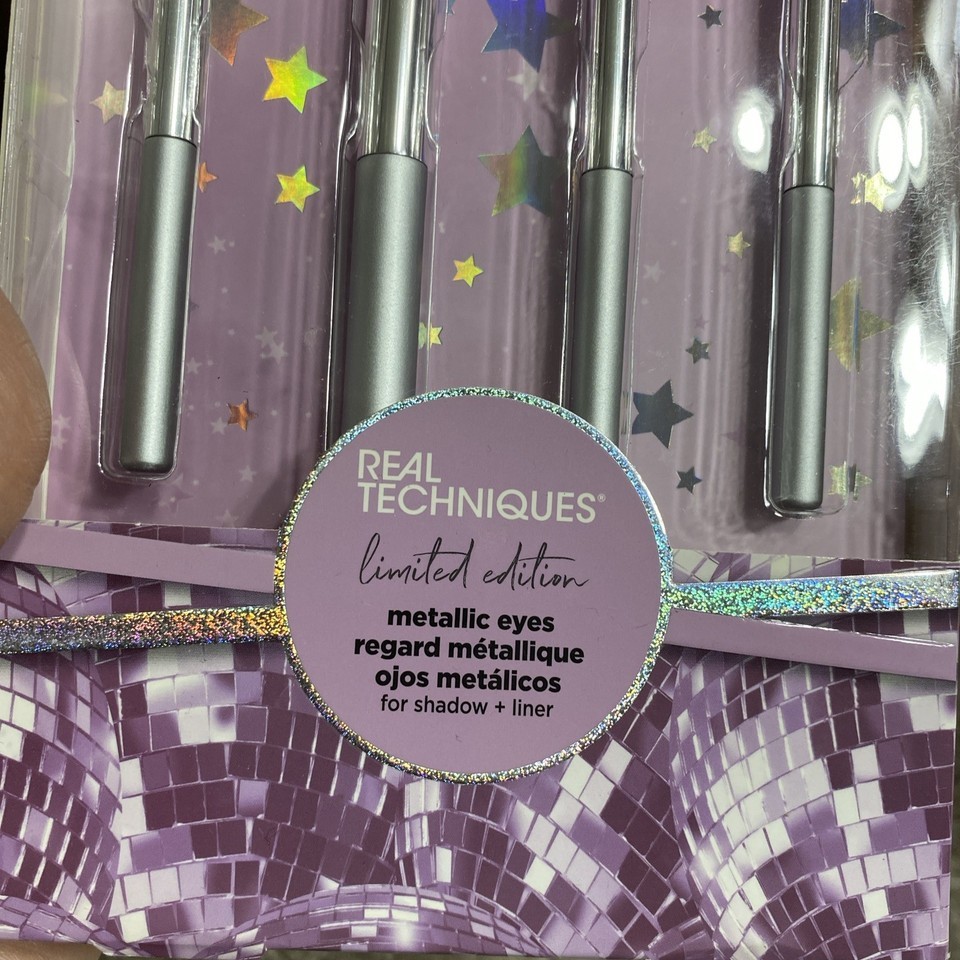 REAL
TECHNIQUES®
limited edition
metallic eyes
regard métallique
ojos metálicos
for shadow + liner